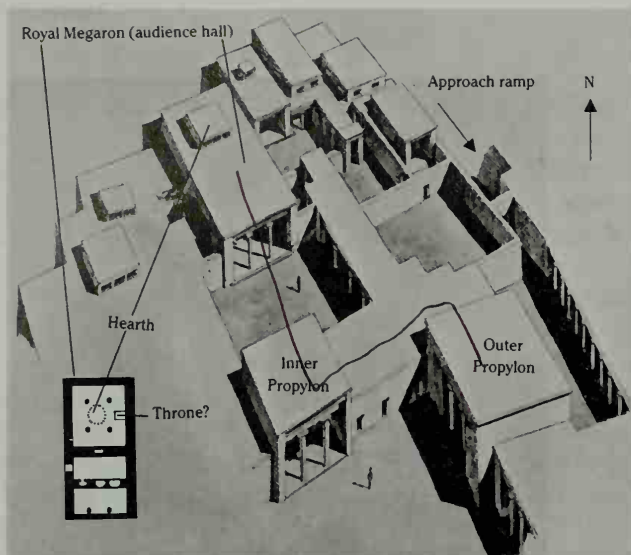 Royal Megaron (audience hall)
Approach ramp
N
Hearth
Inner
Propylon
Outer
Propylon
Throne?